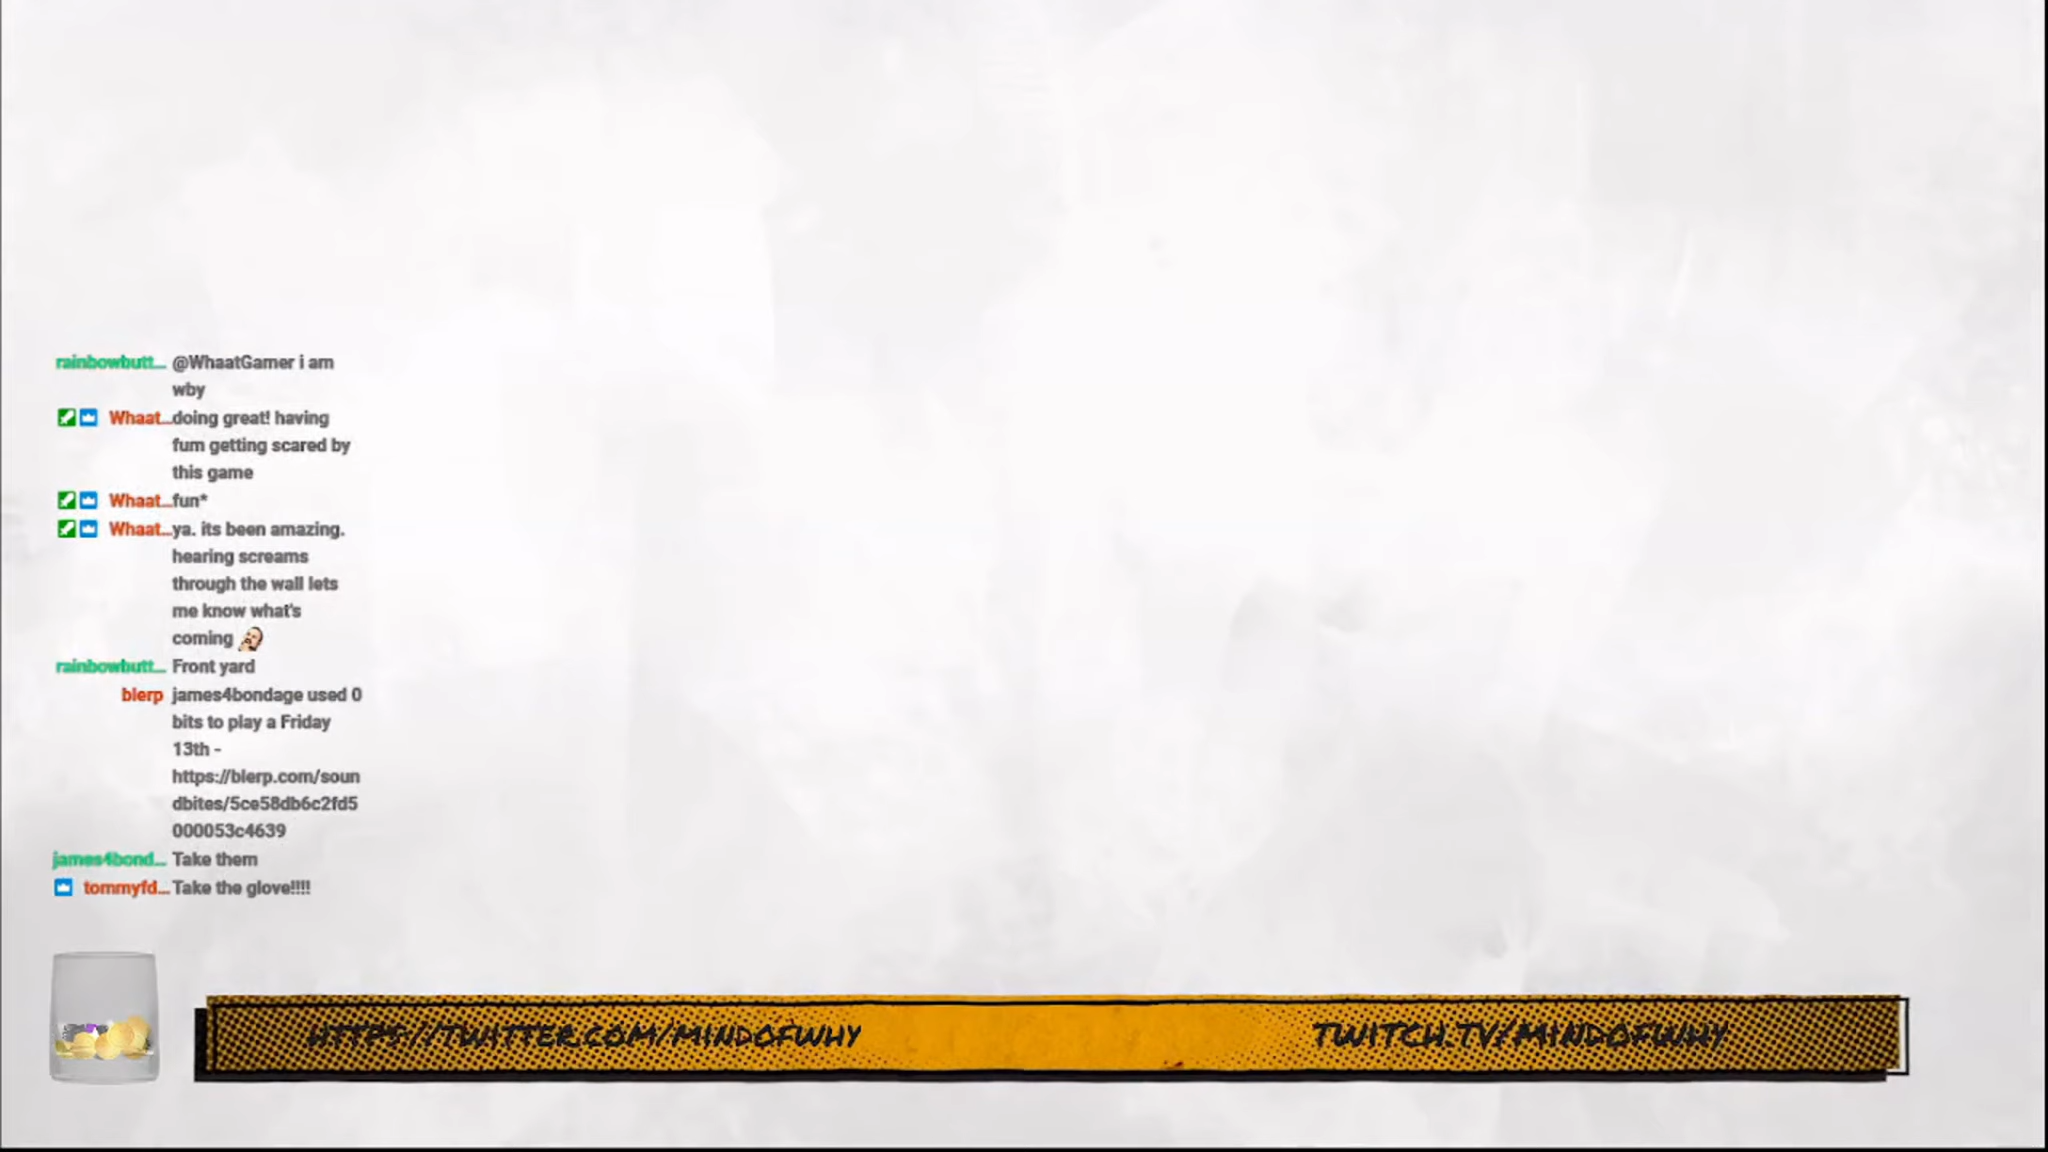 rainbowbutt... @WhaatGamer i am
wby
Whaat...doing great! having
fum getting scared by
this game
Whaat...fun*
Whaat...ya. its been amazing.
hearing screams
through the wall lets
me know what's
coming
rainbowbutt... Front yard
blerp james4bondage used 0
bits to play a Friday
13th -
https://blerp.com/soun
dbites/5ce58db6c2fd5
000053c4639
james4bond... Take them
tommyfd...Take the glove!!!!
HTTPS://TWITTER.COM/MINDOFWHY TWITCH.TV/MINDOFWHY